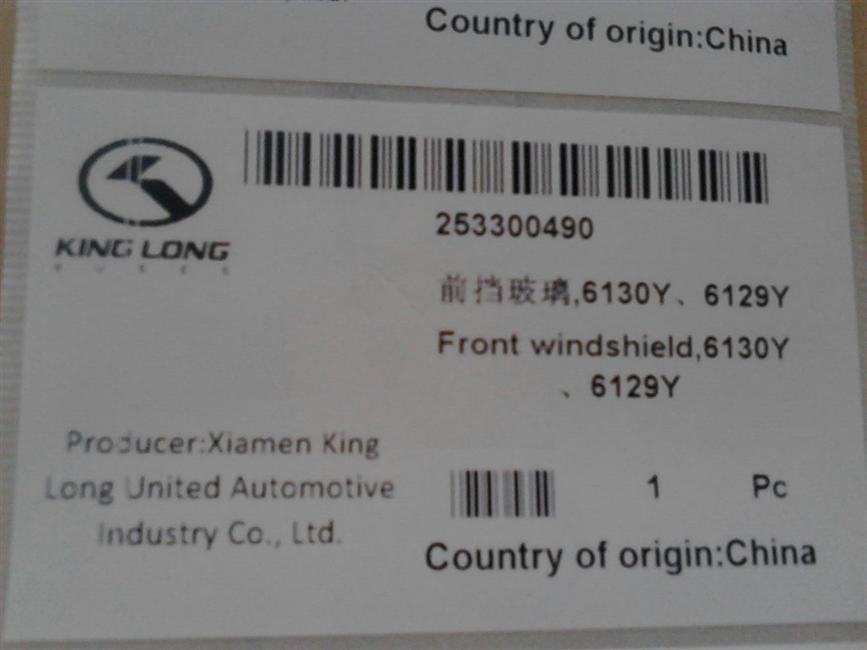 Country of origin:China
KING LONG
253300490
前挡玻璃,6130Y、6129Y
Front windshield,6130Y
、6129Y
Producer:Xiamen King
Long United Automotive
Industry Co., Ltd.
1 Pc
Country of origin:China